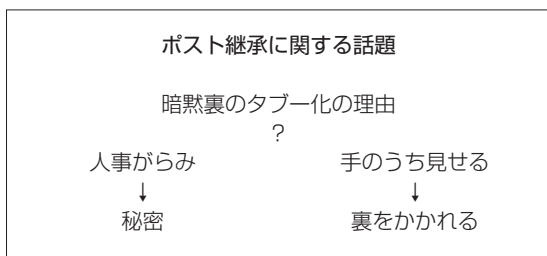 ポスト継承に関する話題
暗黙裏のタブー化の理由
?
人事がらみ 手のうち見せる
↓ ↓
秘密 裏をかかれる